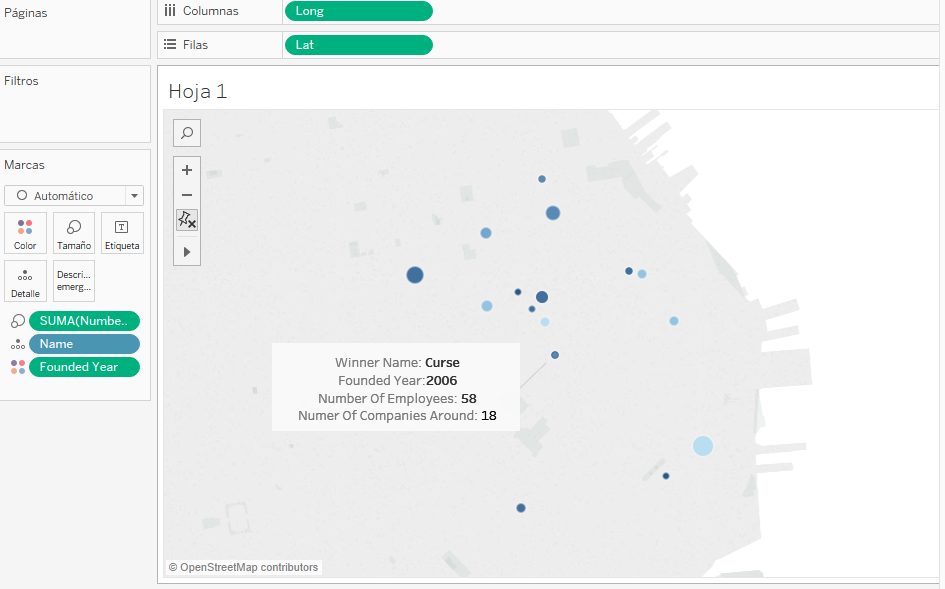 Páginas
Columnas
Long
Filas
Lat
Filtros
Hoja 1
Marcas
Automático
Color
Tamaño
T
Etiqueta
Detalle
Descri...
emerg...
SUMA(Numbe..
Name
Founded Year
Winner Name: Curse
Founded Year:2006
Number Of Employees: 58
Numer Of Companies Around: 18
© OpenStreetMap contributors